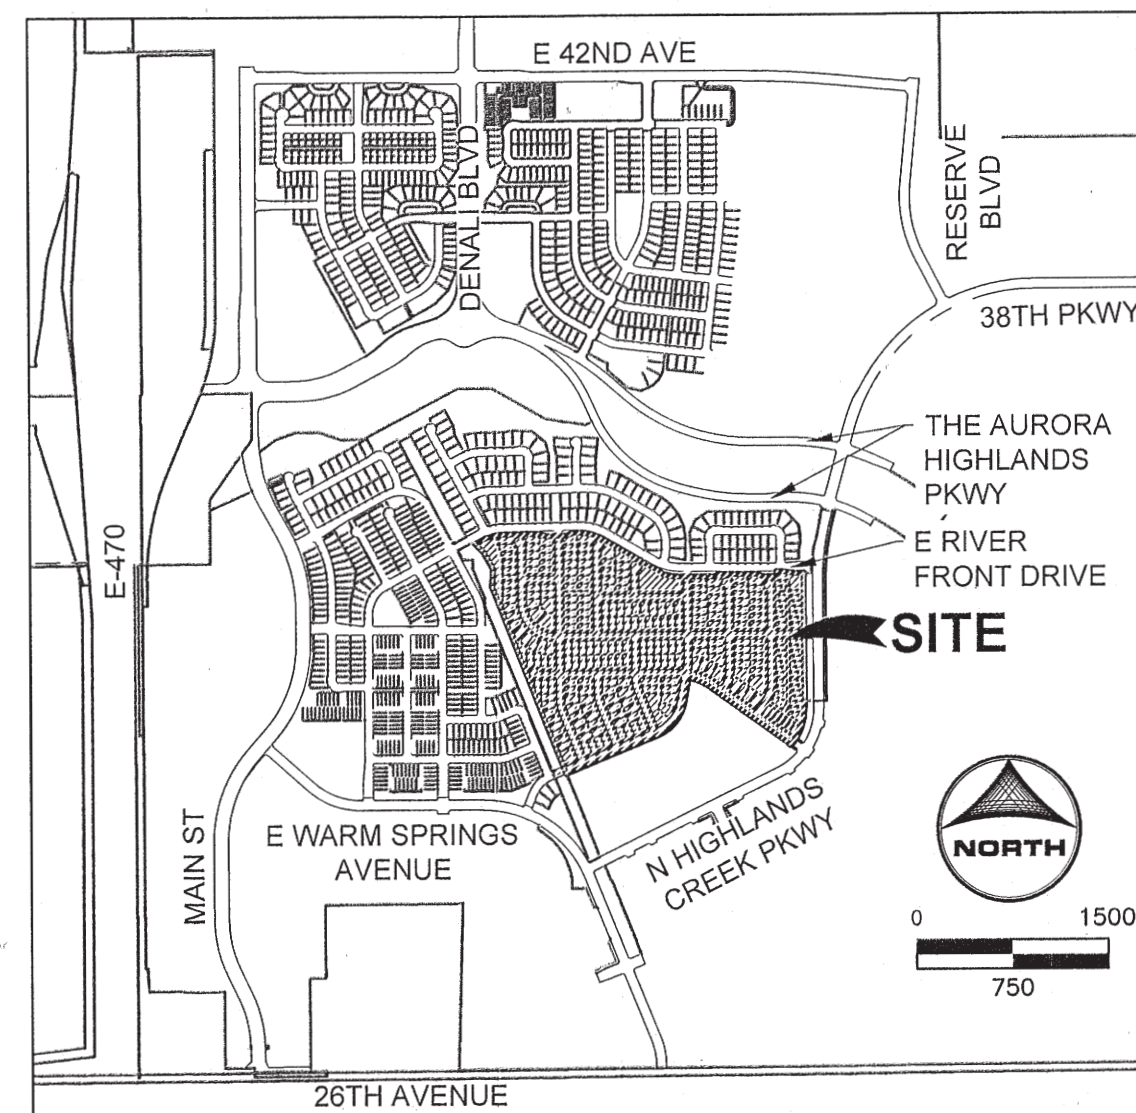 E 42ND AVE
DENALI BLVD
RESERVE
BLVD
38TH PKWY
THE AURORA
HIGHLANDS
PKWY
E RIVER
FRONT DRIVE
SITE
E-470
MAIN ST
E WARM SPRINGS
AVENUE
N HIGHLANDS
CREEK PKWY
NORTH
0
1500
750
26TH AVENUE